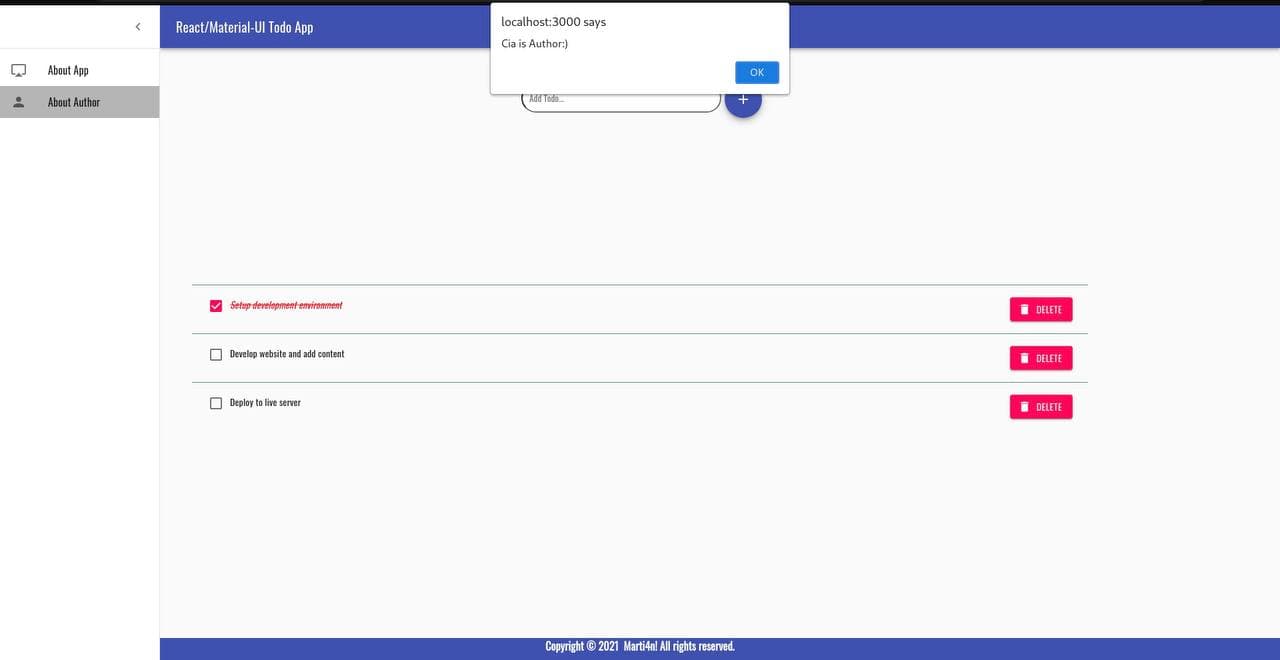 React/Material-UI Todo App
localhost:3000 says
Cia is Author:)
OK
About App
About Author
Add Todo...
+
Setup development environment
DELETE
Develop website and add content
DELETE
Deploy to live server
DELETE
Copyright © 2021 Marti4n! All rights reserved.